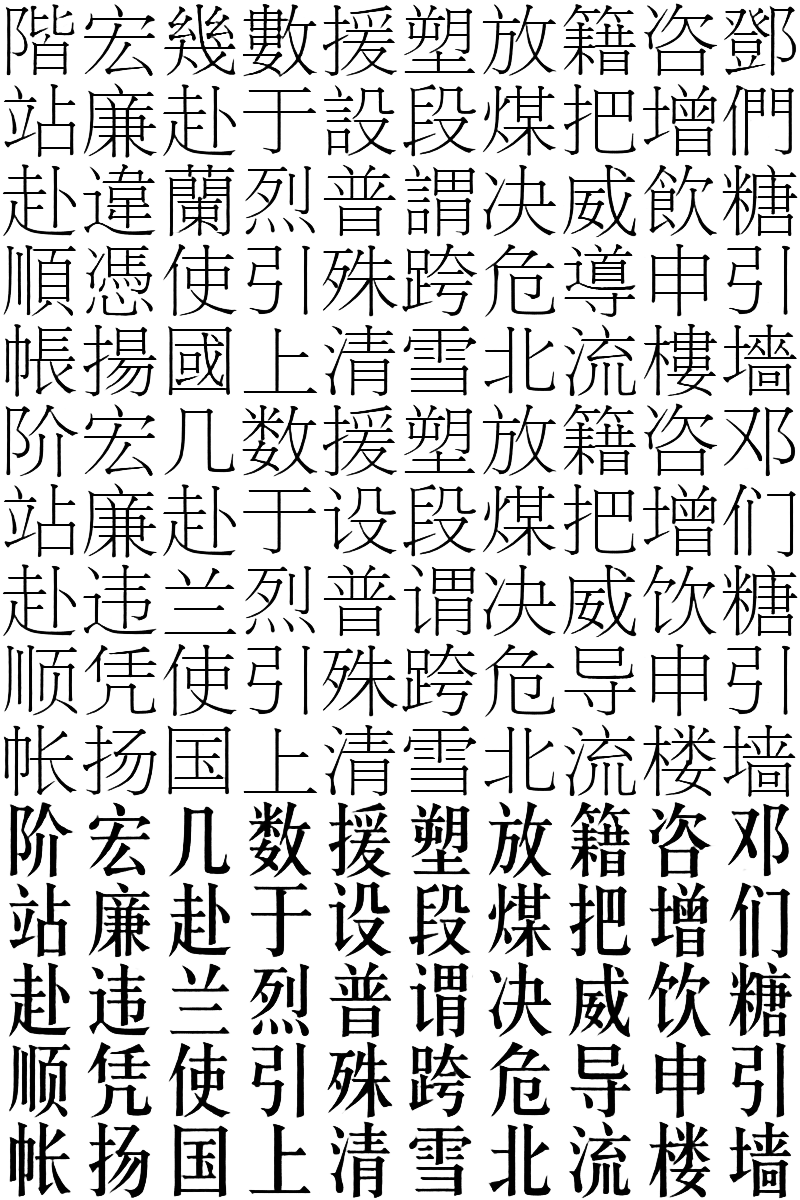 階宏幾數援塑放籍咨鄧
站廉赴于設段煤把增們
赴違蘭烈普謂决威飲糖
順憑使引殊跨危導申引
帳揚國上清雪北流樓墻
阶宏几数援塑放籍咨邓
站廉赴于设段煤把增们
赴违兰烈普谓决威饮糖
顺凭使引殊跨危导申引
帐扬国上清雪北流楼墙
阶宏几数援塑放籍咨邓
站廉赴于设段煤把增们
赴违兰烈普谓决威饮糖
顺凭使引殊跨危导申引
帐扬国上清雪北流楼墙